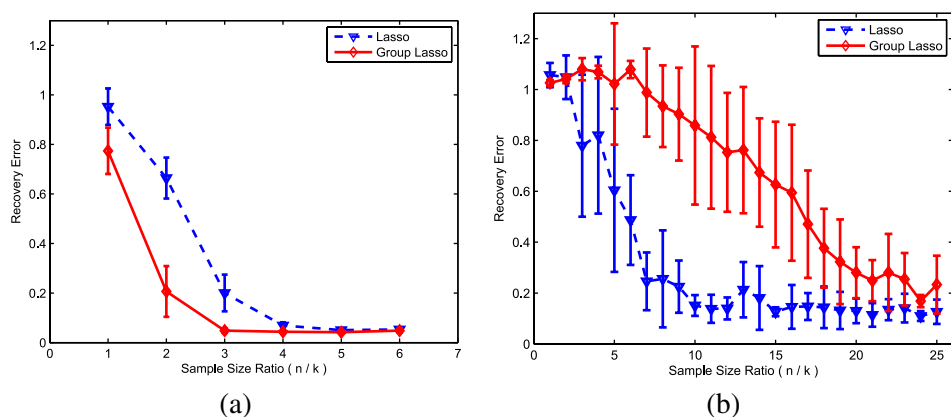 Lasso
Group Lasso
1.2
1
0.8
0.6
0.4
0.2
0
Recovery Error
0 1 2 3 4 5 6 7
Sample Size Ratio ( n / k )
(a)
Lasso
Group Lasso
1.2
1
0.8
0.6
0.4
0.2
0
Recovery Error
0 5 10 15 20 25
Sample Size Ratio ( n / k )
(b)